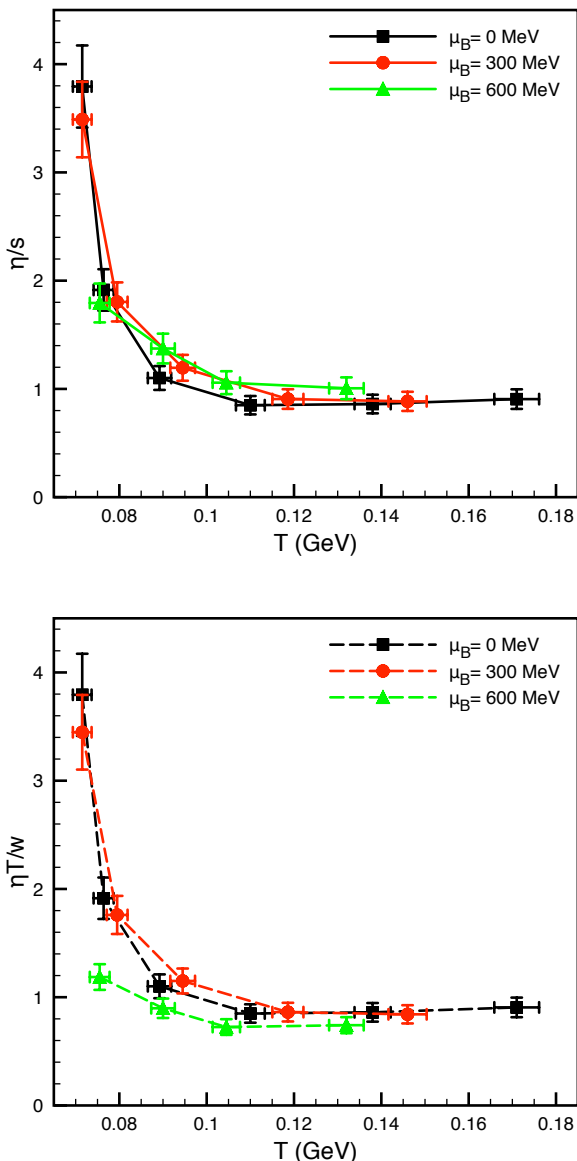 4
3
2
1
0
η/s
μB= 0 MeV
μB= 300 MeV
μB= 600 MeV
0.08 0.1 0.12 0.14 0.16 0.18
T (GeV)
4
3
2
1
0
ηT/w
μB= 0 MeV
μB= 300 MeV
μB= 600 MeV
0.08 0.1 0.12 0.14 0.16 0.18
T (GeV)